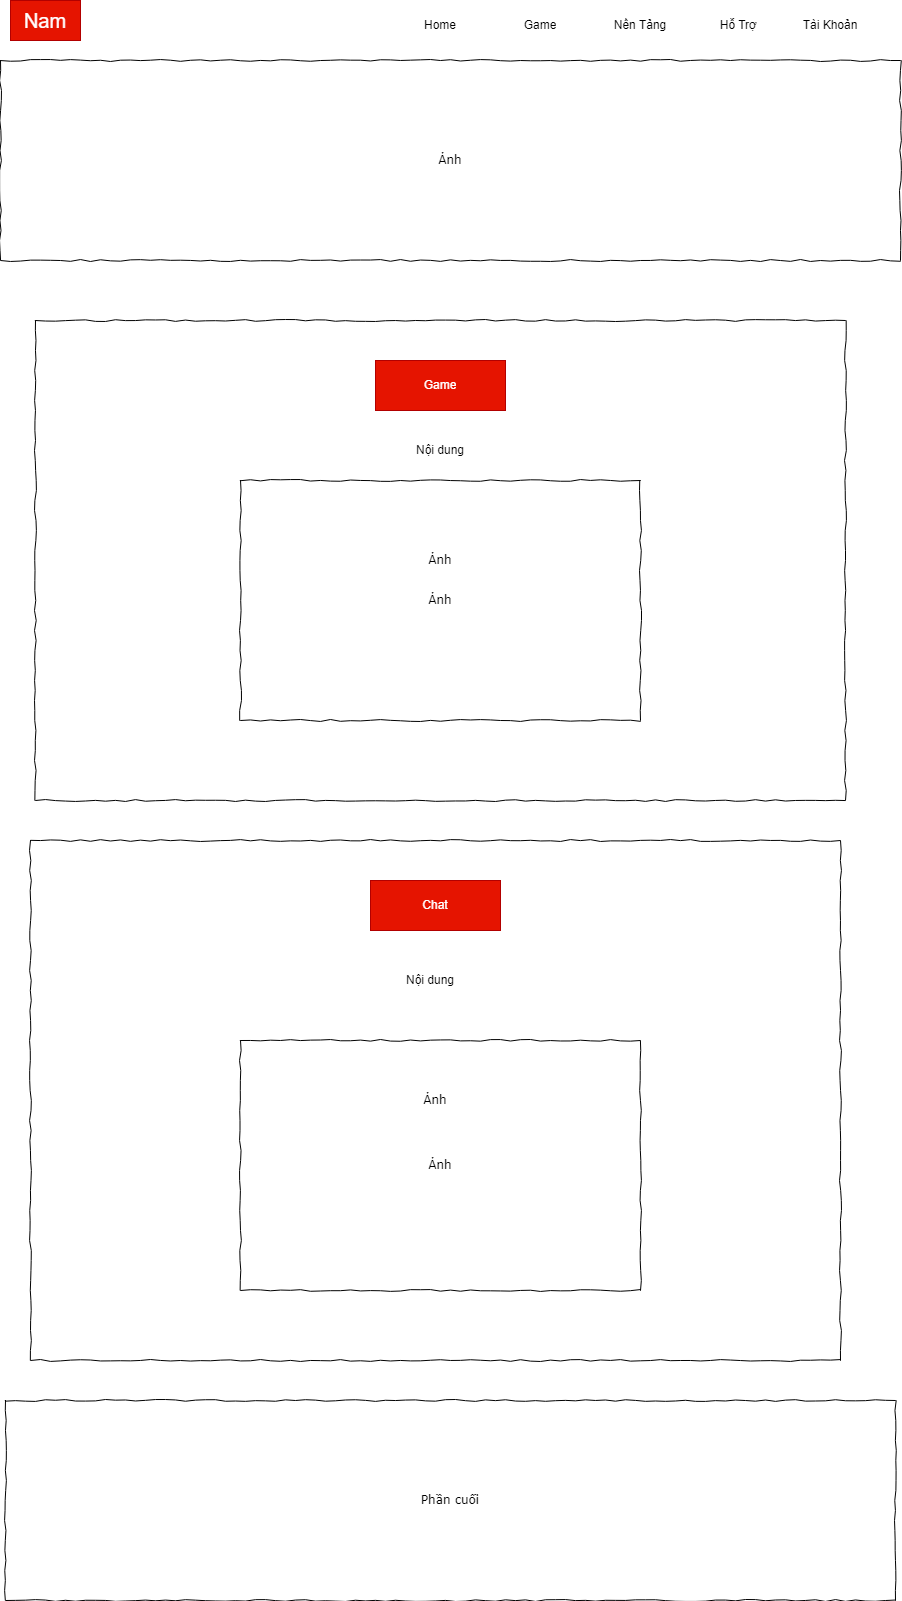 Nam
Home Game Nền Tảng Hỗ Trợ Tài Khoản
Ảnh
Game
Nội dung
Ảnh
Ảnh
Chat
Nội dung
Ảnh
Ảnh
Phần cuối